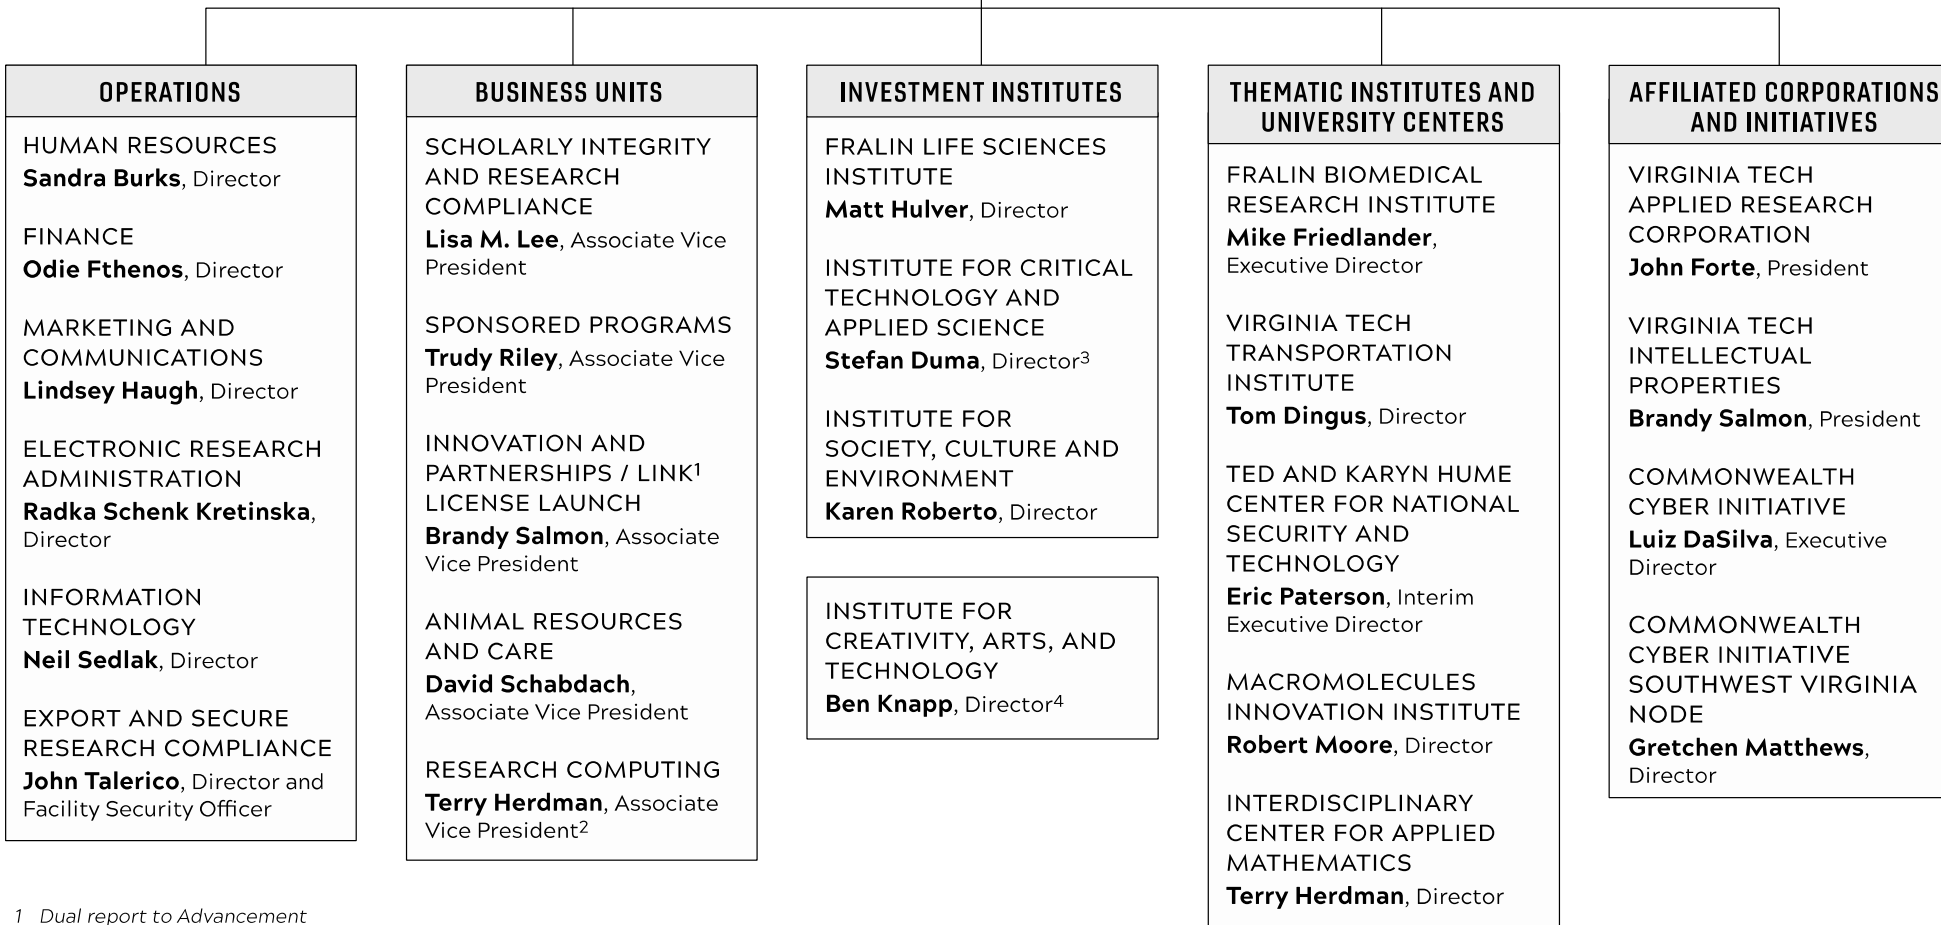 OPERATIONS
HUMAN RESOURCES
Sandra Burks, Director
FINANCE
Odie Fthenos, Director
MARKETING AND
COMMUNICATIONS
Lindsey Haugh, Director
ELECTRONIC RESEARCH
ADMINISTRATION
Radka Schenk Kretinska,
Director
INFORMATION
TECHNOLOGY
Neil Sedlak, Director
EXPORT AND SECURE
RESEARCH COMPLIANCE
John Talerico, Director and
Facility Security Officer
BUSINESS UNITS
SCHOLARLY INTEGRITY
AND RESEARCH
COMPLIANCE
Lisa M. Lee, Associate Vice
President
SPONSORED PROGRAMS
Trudy Riley, Associate Vice
President
INNOVATION AND
PARTNERSHIPS / LINK1
LICENSE LAUNCH
Brandy Salmon, Associate
Vice President
ANIMAL RESOURCES
AND CARE
David Schabdach,
Associate Vice President
RESEARCH COMPUTING
Terry Herdman, Associate
Vice President2
INVESTMENT INSTITUTES
FRALIN LIFE SCIENCES
INSTITUTE
Matt Hulver, Director
INSTITUTE FOR CRITICAL
TECHNOLOGY AND
APPLIED SCIENCE
Stefan Duma, Director3
INSTITUTE FOR
SOCIETY, CULTURE AND
ENVIRONMENT
Karen Roberto, Director
INSTITUTE FOR
CREATIVITY, ARTS, AND
TECHNOLOGY
Ben Knapp, Director4
THEMATIC INSTITUTES AND
UNIVERSITY CENTERS
FRALIN BIOMEDICAL
RESEARCH INSTITUTE
Mike Friedlander,
Executive Director
VIRGINIA TECH
TRANSPORTATION
INSTITUTE
Tom Dingus, Director
TED AND KARYN HUME
CENTER FOR NATIONAL
SECURITY AND
TECHNOLOGY
Eric Paterson, Interim
Executive Director
MACROMOLECULES
INNOVATION INSTITUTE
Robert Moore, Director
INTERDISCIPLINARY
CENTER FOR APPLIED
MATHEMATICS
Terry Herdman, Director
AFFILIATED CORPORATIONS
AND INITIATIVES
VIRGINIA TECH
APPLIED RESEARCH
CORPORATION
John Forte, President
VIRGINIA TECH
INTELLECTUAL
PROPERTIES
Brandy Salmon, President
COMMONWEALTH
CYBER INITIATIVE
Luiz DaSilva, Executive
Director
COMMONWEALTH
CYBER INITIATIVE
SOUTHWEST VIRGINIA
NODE
Gretchen Matthews,
Director
1 Dual report to Advancement